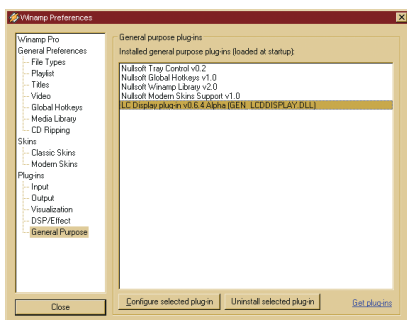 Winamp Preferences
Winamp Pro
General Preferences
File Types
Playlist
Titles
Video
Global Hotkeys
Media Library
CD Ripping
Skins
Classic Skins
Modern Skins
Plug-ins
Input
Output
Visualization
DSP/Effect
General Purpose
Close
General purpose plug-ins
Installed general purpose plug-ins (loaded at startup):
Nullsoft Tray Control v0.2
Nullsoft Global Hotkeys v1.0
Nullsoft Winamp Library v2.0
Nullsoft Modern Skins Support v1.0
LC Display plug-in v0.6.4 Alpha (GEN_LCDDISPLAY.DLL)
Configure selected plug-in
Uninstall selected plug-in
Get plug-ins